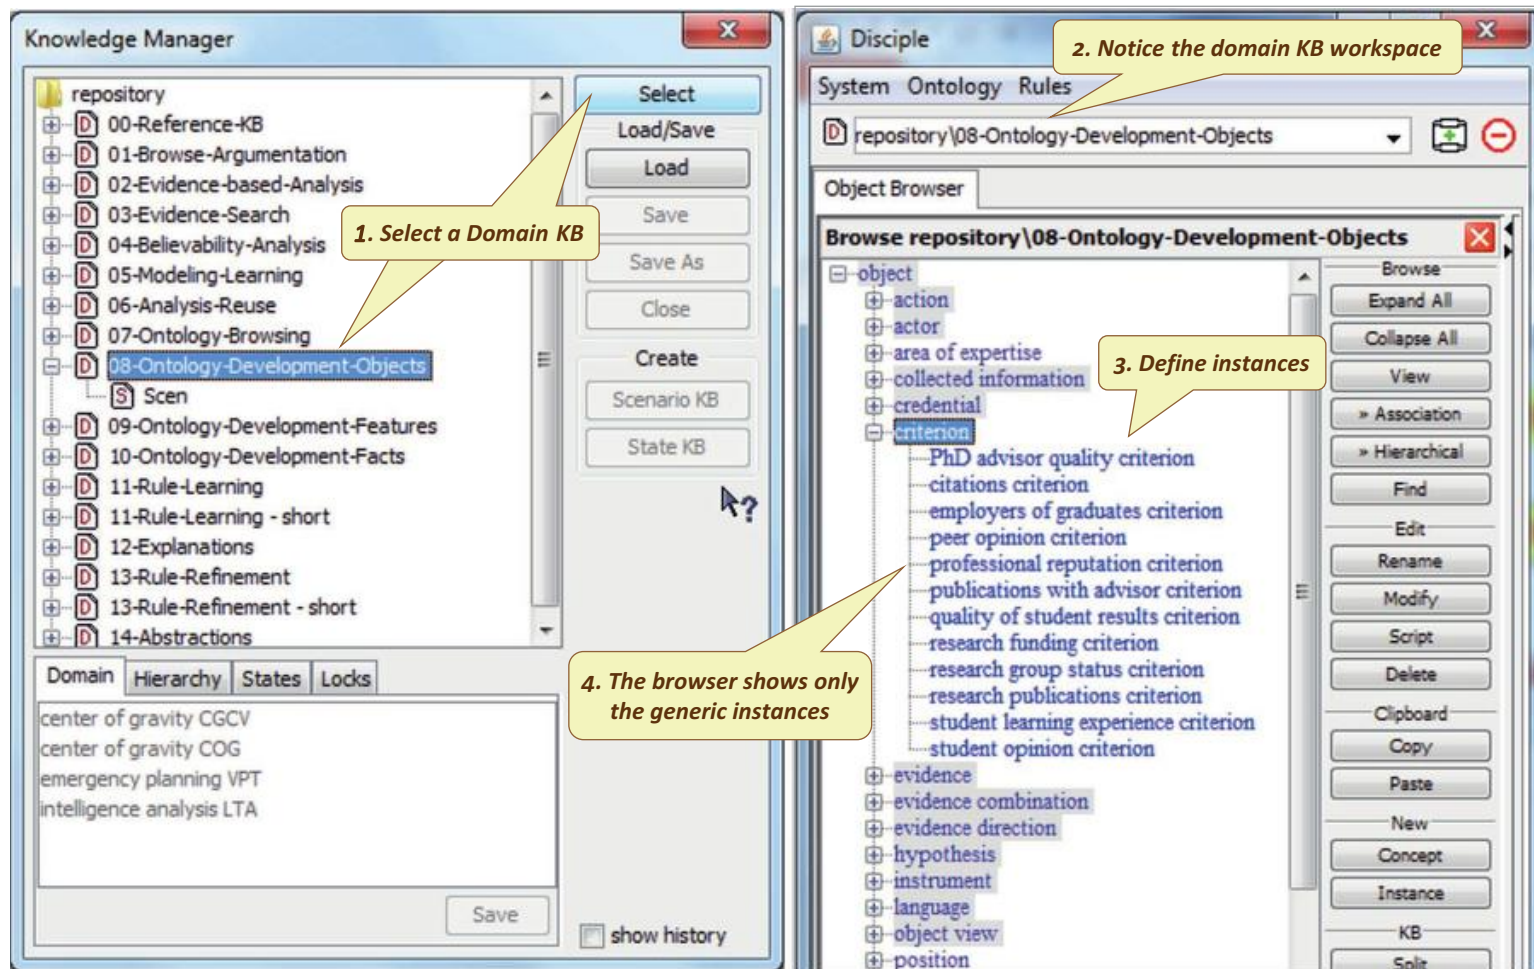 Knowledge Manager
repository
00-Reference-KB
01-Browse-Argumentation
02-Evidence-based-Analysis
03-Evidence-Search
04-Believability-Analysis
05-Modeling-Learning
06-Analysis-Reuse
07-Ontology-Browsing
08-Ontology-Development-Objects
Scen
09-Ontology-Development-Features
10-Ontology-Development-Facts
11-Rule-Learning
11-Rule-Learning - short
12-Explanations
13-Rule-Refinement
13-Rule-Refinement - short
14-Abstractions
Select
Load/Save
Load
Save
Save As
Close
Create
Scenario KB
State KB
1. Select a Domain KB
Domain Hierarchy States Locks
center of gravity CGCV
center of gravity COG
emergency planning VPT
intelligence analysis LTA
Save
show history
Disciple
2. Notice the domain KB workspace
System Ontology Rules
repository\08-Ontology-Development-Objects
Object Browser
Browse repository\08-Ontology-Development-Objects
object
action
actor
area of expertise
collected information
credential
criterion
PhD advisor quality criterion
citations criterion
employers of graduates criterion
peer opinion criterion
professional reputation criterion
publications with advisor criterion
quality of student results criterion
research funding criterion
research group status criterion
research publications criterion
student learning experience criterion
student opinion criterion
evidence
evidence combination
evidence direction
hypothesis
instrument
language
object view
position
3. Define instances
4. The browser shows only
the generic instances
Browse
Expand All
Collapse All
View
» Association
» Hierarchical
Find
Edit
Rename
Modify
Script
Delete
Clipboard
Copy
Paste
New
Concept
Instance
KB
Split